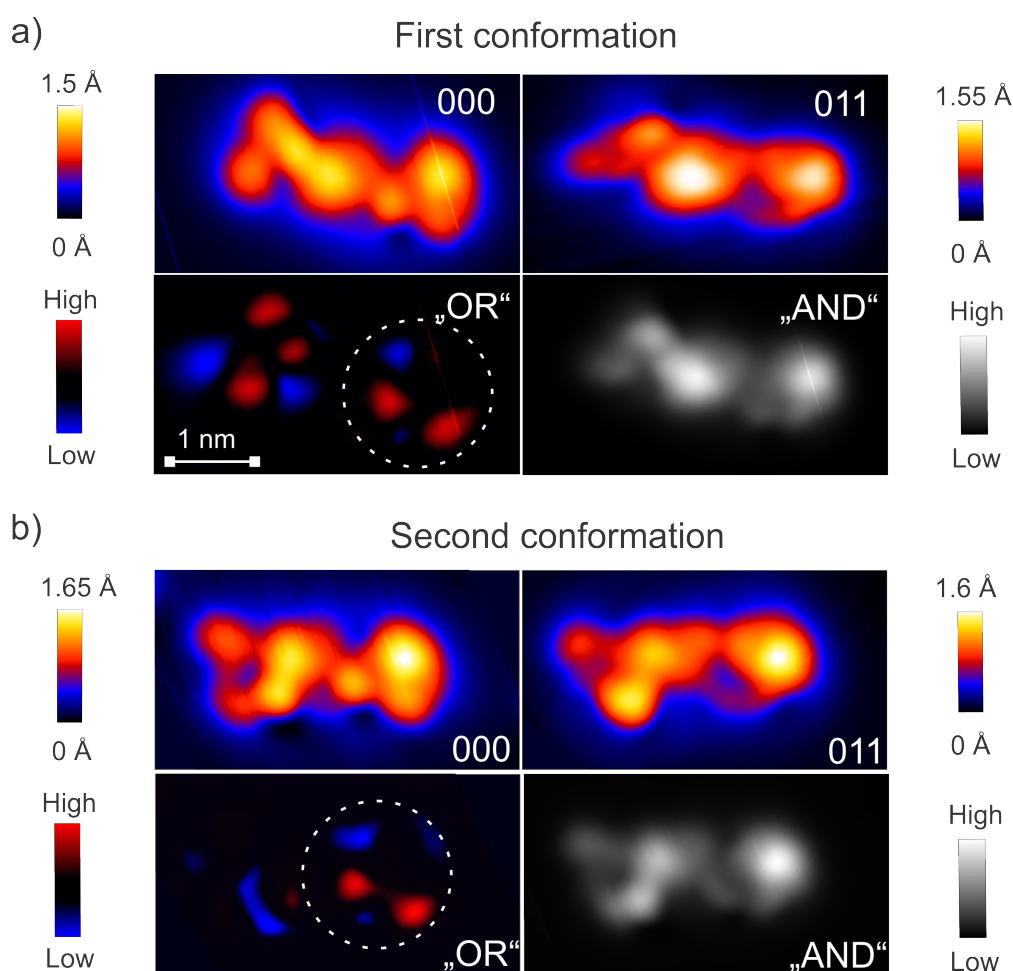 a)
First conformation
1.5 Å
000
011
1.55 Å
0 Å
0 Å
High
„OR“
„AND“
High
1 nm
Low
Low
b)
Second conformation
1.65 Å
1.6 Å
000
011
0 Å
0 Å
High
High
„OR“
„AND“
Low
Low